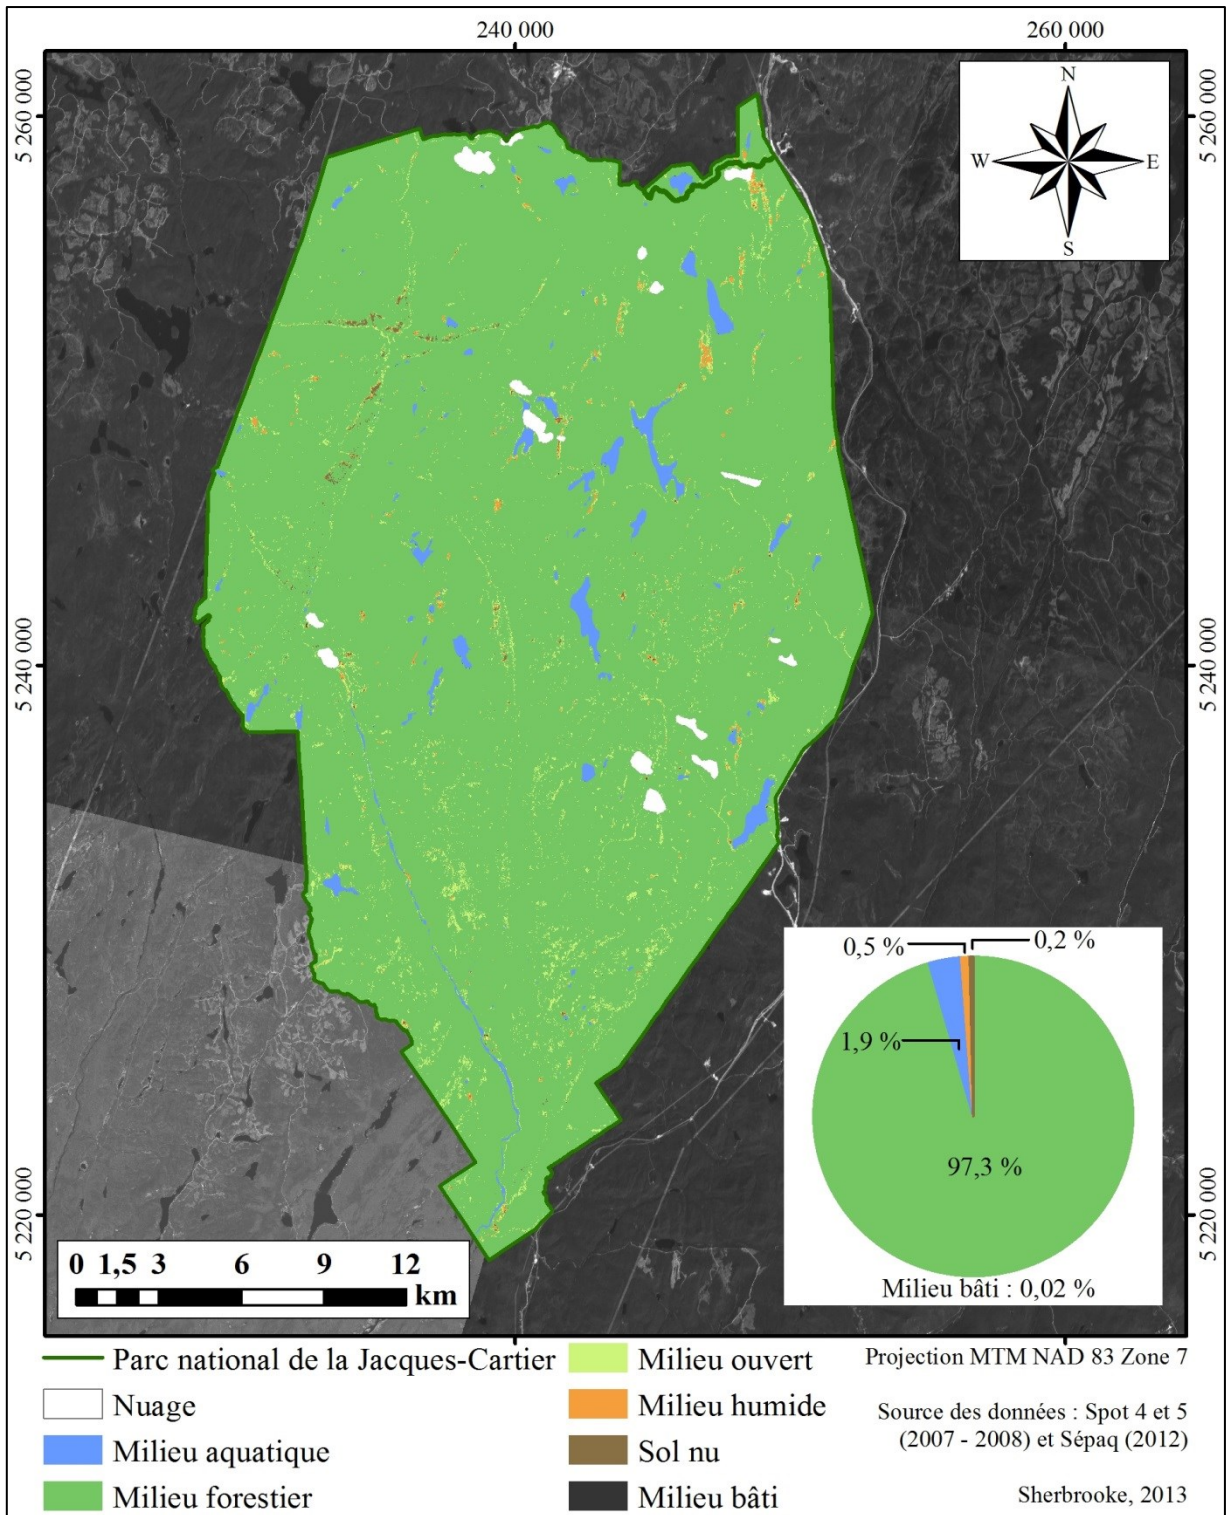 240 000
260 000
5 260 000
5 260 000
N
W
E
S
5 240 000
5 240 000
0,5 %
0,2 %
1,9 %
97,3 %
Milieu bâti : 0,02 %
5 220 000
5 220 000
0 1,5 3 6 9 12
km
Parc national de la Jacques-Cartier
Nuage
Milieu aquatique
Milieu forestier
Milieu ouvert
Milieu humide
Sol nu
Milieu bâti
Projection MTM NAD 83 Zone 7
Source des données : Spot 4 et 5
(2007 - 2008) et Sépaq (2012)
Sherbrooke, 2013